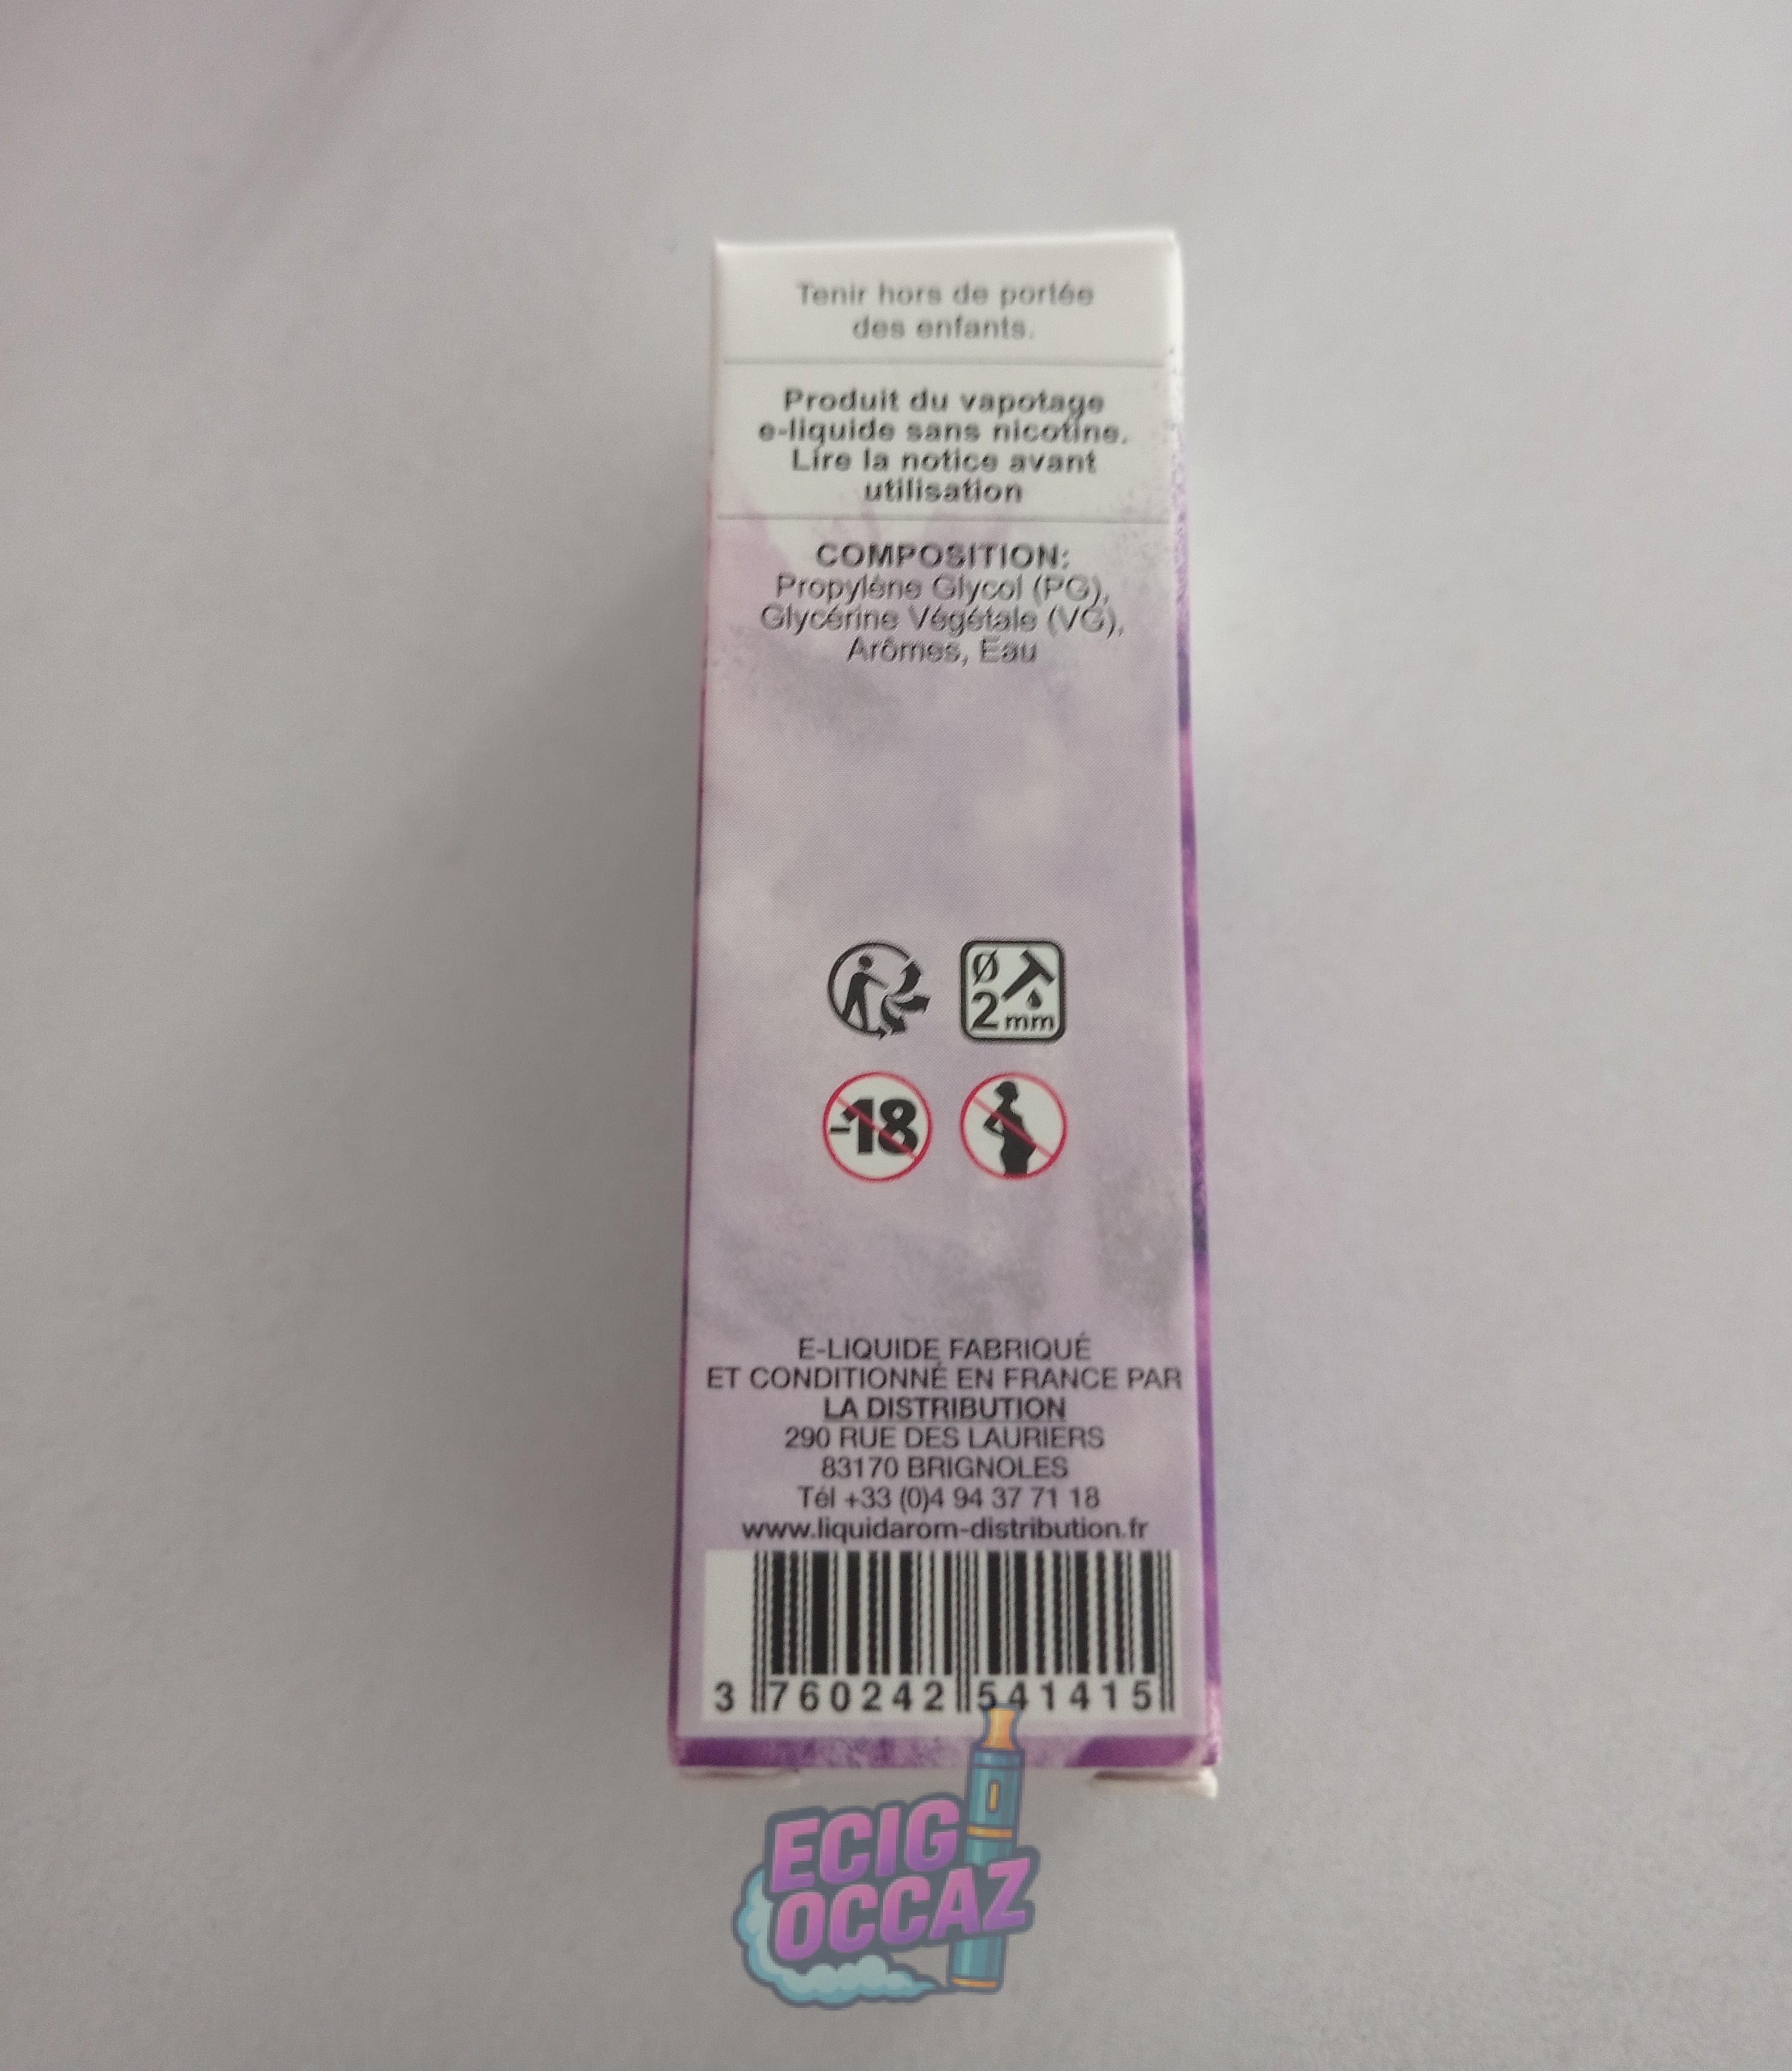 Tenir hors de portée
des enfants.
Produit du vapotage
e-liquide sans nicotine.
Lire la notice avant
utilisation
COMPOSITION:
Propylène Glycol (PG),
Glycérine Végétale (VG),
Arômes, Eau
Ø
2 mm
-18
E-LIQUIDE FABRIQUÉ
ET CONDITIONNÉ EN FRANCE PAR
LA DISTRIBUTION
290 RUE DES LAURIERS
83170 BRIGNOLES
Tél +33 (0)4 94 37 71 18
www.liquidarom-distribution.fr
3 760242 541415
ECIG
OCCAZ